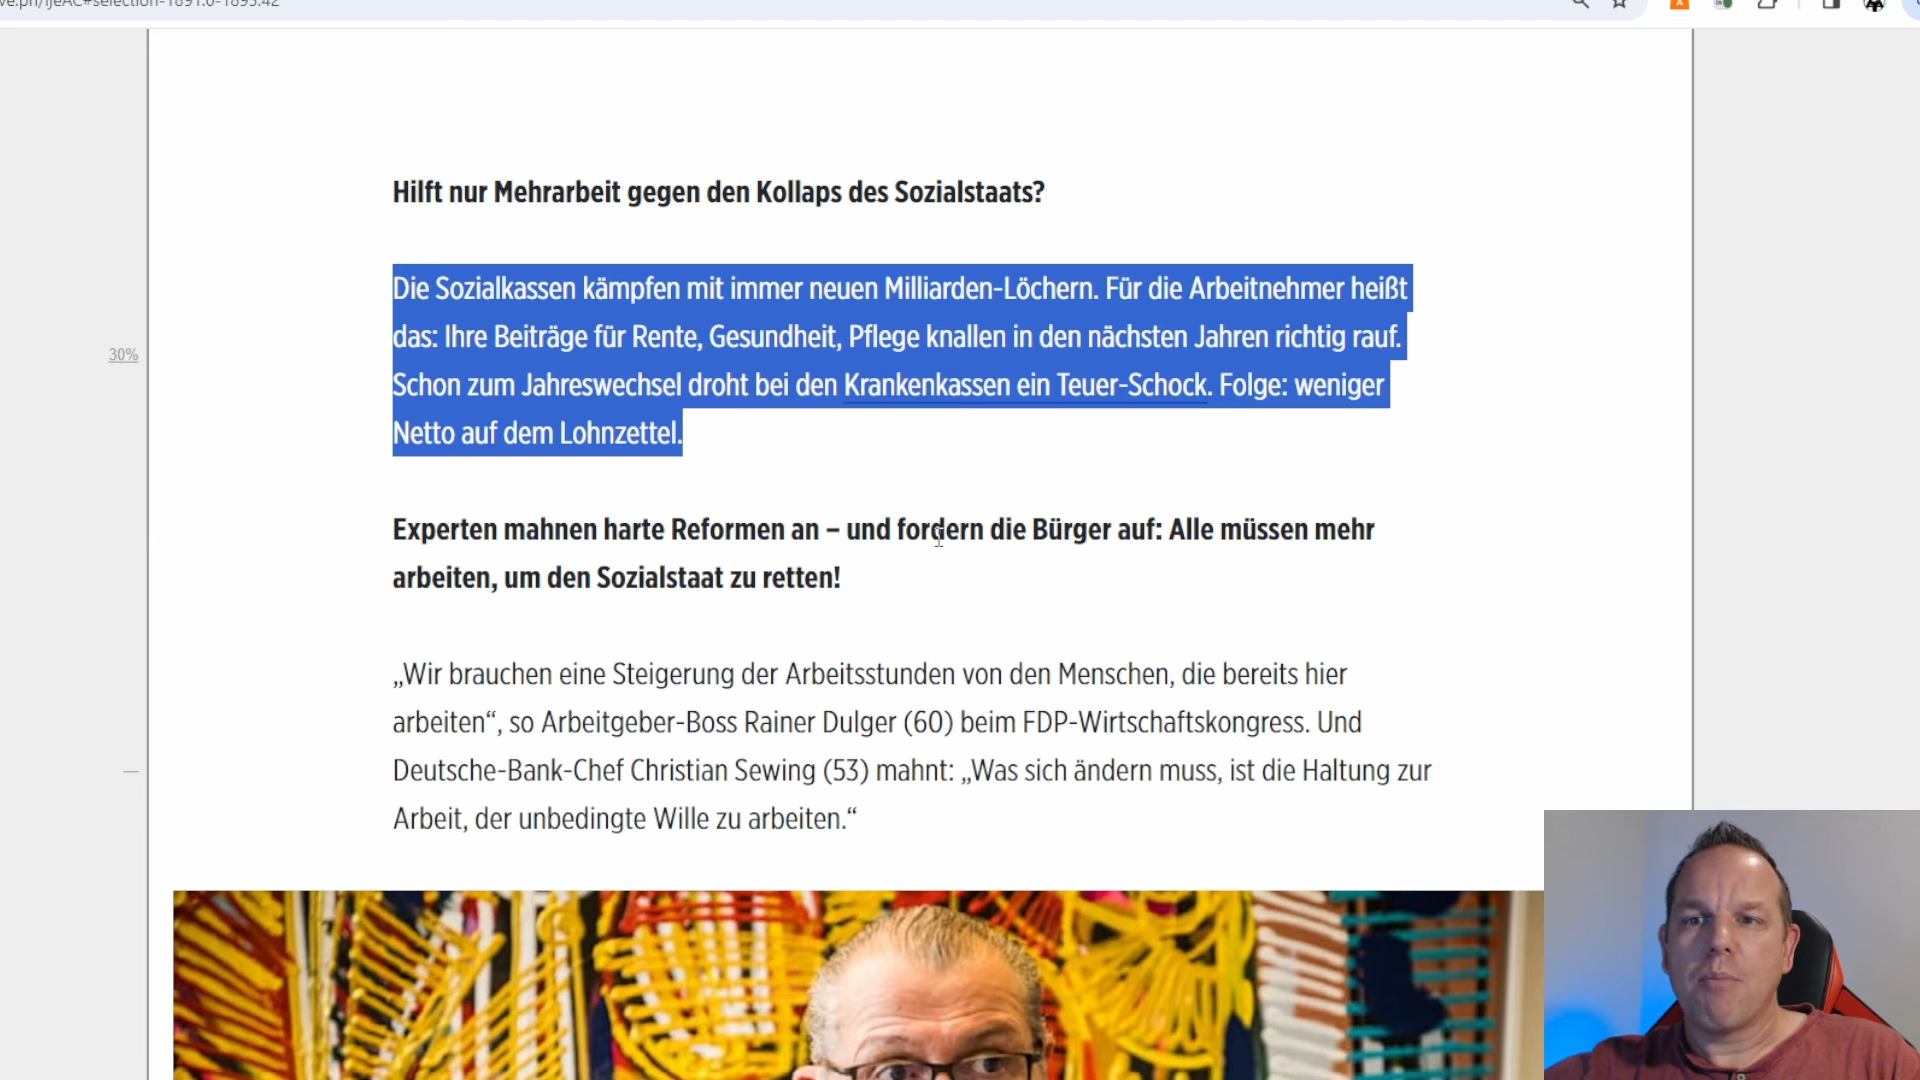 Hilft nur Mehrarbeit gegen den Kollaps des Sozialstaats?
Die Sozialkassen kämpfen mit immer neuen Milliarden-Löchern. Für die Arbeitnehmer heißt
das: Ihre Beiträge für Rente, Gesundheit, Pflege knallen in den nächsten Jahren richtig rauf.
30%
Schon zum Jahreswechsel droht bei den Krankenkassen ein Teuer-Schock. Folge: weniger
Netto auf dem Lohnzettel.
Experten mahnen harte Reformen an – und fordern die Bürger auf: Alle müssen mehr
arbeiten, um den Sozialstaat zu retten!
„Wir brauchen eine Steigerung der Arbeitsstunden von den Menschen, die bereits hier
arbeiten“, so Arbeitgeber-Boss Rainer Dulger (60) beim FDP-Wirtschaftskongress. Und
Deutsche-Bank-Chef Christian Sewing (53) mahnt: „Was sich ändern muss, ist die Haltung zur
Arbeit, der unbedingte Wille zu arbeiten.“